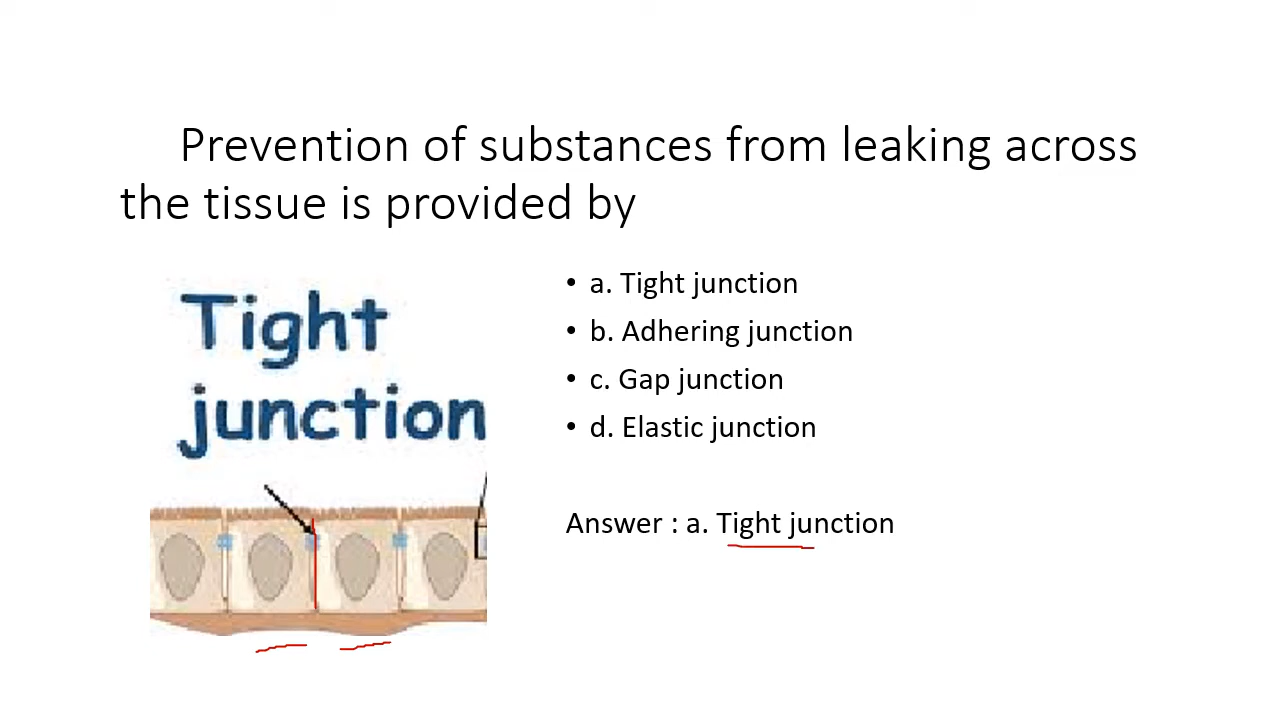 Prevention of substances from leaking across
the tissue is provided by
Tight
junction
• a. Tight junction
• b. Adhering junction
• c. Gap junction
• d. Elastic junction
Answer : a. Tight junction